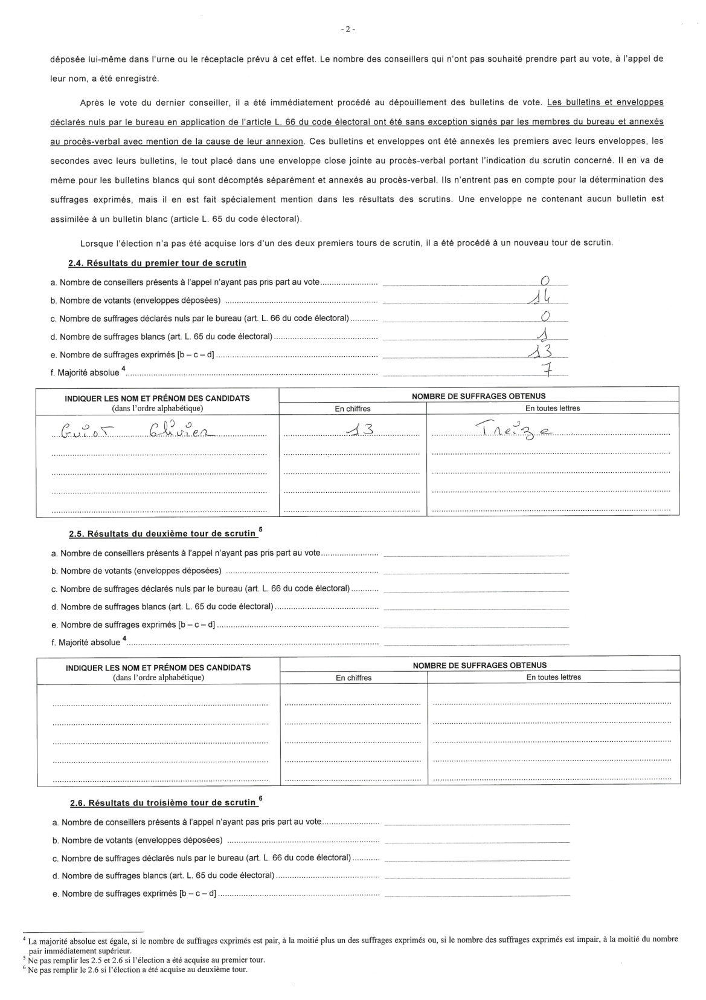 - 2 -
déposée lui-même dans l'urne ou le réceptacle prévu à cet effet. Le nombre des conseillers qui n'ont pas souhaité prendre part au vote, à l'appel de
leur nom, a été enregistré.
Après le vote du dernier conseiller, il a été immédiatement procédé au dépouillement des bulletins de vote. Les bulletins et enveloppes
déclarés nuls par le bureau en application de l'article L. 66 du code électoral ont été sans exception signés par les membres du bureau et annexés
au procès-verbal avec mention de la cause de leur annexion. Ces bulletins et enveloppes ont été annexés les premiers avec leurs enveloppes, les
secondes avec leurs bulletins, le tout placé dans une enveloppe close jointe au procès-verbal portant l'indication du scrutin concerné. Il en va de
même pour les bulletins blancs qui sont décomptés séparément et annexés au procès-verbal. Ils n'entrent pas en compte pour la détermination des
suffrages exprimés, mais il en est fait spécialement mention dans les résultats des scrutins. Une enveloppe ne contenant aucun bulletin est
assimilée à un bulletin blanc (article L. 65 du code électoral).
Lorsque l'élection n'a pas été acquise lors d'un des deux premiers tours de scrutin, il a été procédé à un nouveau tour de scrutin.
2.4. Résultats du premier tour de scrutin
a. Nombre de conseillers présents à l'appel n'ayant pas pris part au vote......................... 0
b. Nombre de votants (enveloppes déposées) ................................................................ 14
c. Nombre de suffrages déclarés nuls par le bureau (art. L. 66 du code électoral)............ 0
d. Nombre de suffrages blancs (art. L. 65 du code électoral)............................................ 1
e. Nombre de suffrages exprimés [b – c – d]..................................................................... 13
f. Majorité absolue 4.......................................................................................................... 7
INDIQUER LES NOM ET PRÉNOM DES CANDIDATS NOMBRE DE SUFFRAGES OBTENUS
(dans l'ordre alphabétique) En chiffres En toutes lettres
Guiot Olivier 13 Treize
2.5. Résultats du deuxième tour de scrutin 5
a. Nombre de conseillers présents à l'appel n'ayant pas pris part au vote.........................
b. Nombre de votants (enveloppes déposées) ................................................................
c. Nombre de suffrages déclarés nuls par le bureau (art. L. 66 du code électoral)............
d. Nombre de suffrages blancs (art. L. 65 du code électoral)............................................
e. Nombre de suffrages exprimés [b – c – d].....................................................................
f. Majorité absolue 4..........................................................................................................
INDIQUER LES NOM ET PRÉNOM DES CANDIDATS NOMBRE DE SUFFRAGES OBTENUS
(dans l'ordre alphabétique) En chiffres En toutes lettres
2.6. Résultats du troisième tour de scrutin 6
a. Nombre de conseillers présents à l'appel n'ayant pas pris part au vote.........................
b. Nombre de votants (enveloppes déposées) ................................................................
c. Nombre de suffrages déclarés nuls par le bureau (art. L. 66 du code électoral)............
d. Nombre de suffrages blancs (art. L. 65 du code électoral)............................................
e. Nombre de suffrages exprimés [b – c – d].....................................................................
4 La majorité absolue est égale, si le nombre de suffrages exprimés est pair, à la moitié plus un des suffrages exprimés ou, si le nombre des suffrages exprimés est impair, à la moitié du nombre
pair immédiatement supérieur.
5 Ne pas remplir les 2.5 et 2.6 si l'élection a été acquise au premier tour.
6 Ne pas remplir le 2.6 si l'élection a été acquise au deuxième tour.